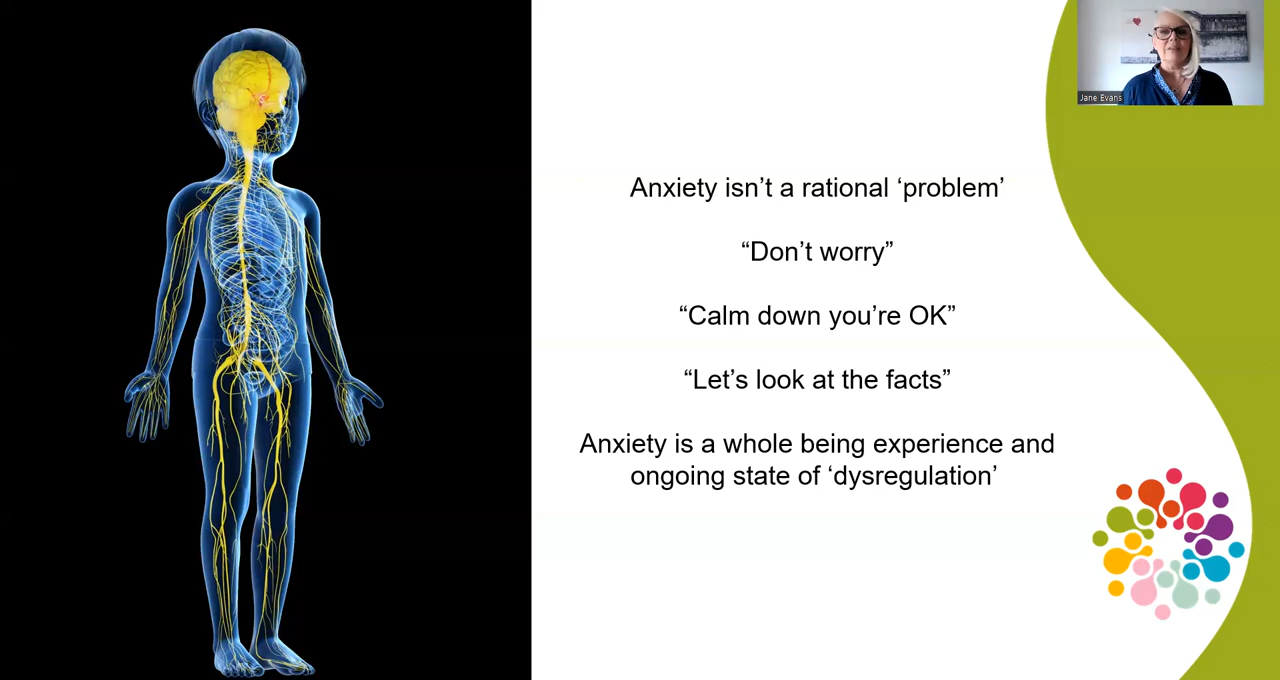 Jane Evans
Anxiety isn’t a rational ‘problem’
“Don’t worry”
“Calm down you’re OK”
“Let’s look at the facts”
Anxiety is a whole being experience and
ongoing state of ‘dysregulation’